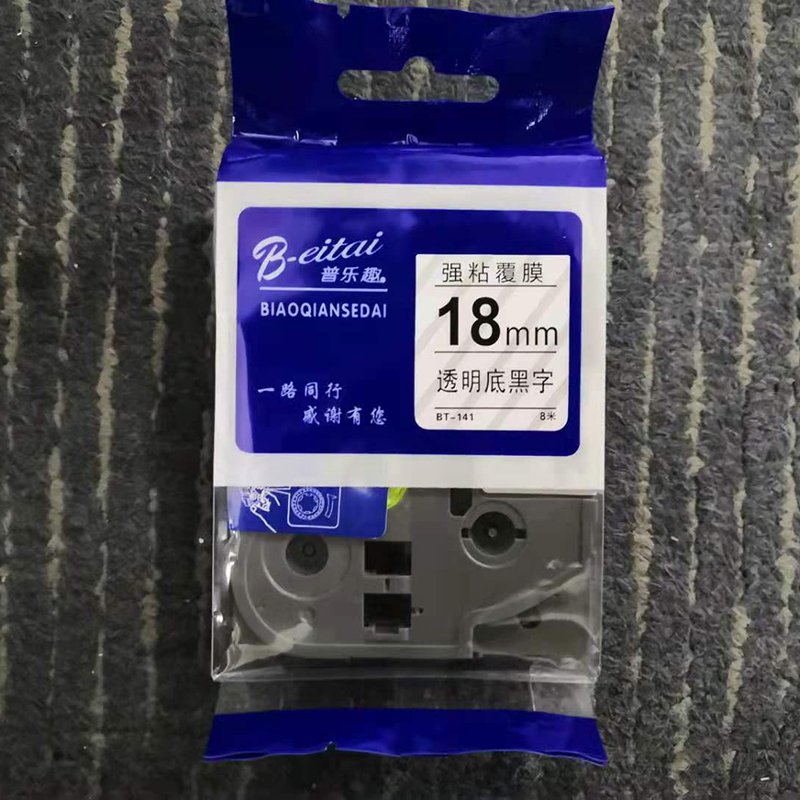 B-eitai
普乐趣
BIAOQIANSEDAI
一路同行
感谢有您
强粘覆膜
18mm
透明底黑字
BT-141 8米